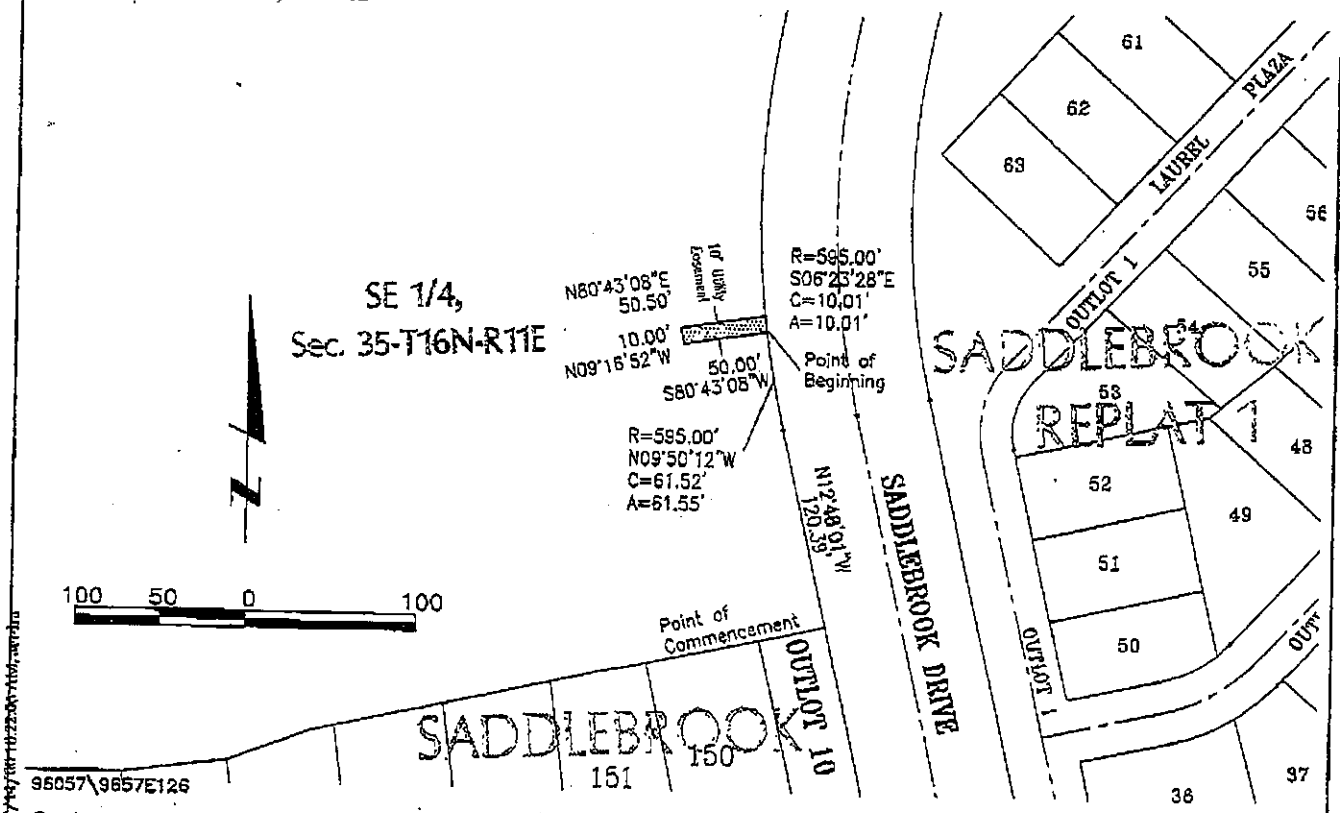 61
PLAZA
62
LAUREL
63
56
55
OUTLOT 1
54
SADDLEBROOK
REPLAT 1
53
48
49
52
51
50
OUTLOT 1
36
37
SE 1/4,
Sec. 35-T16N-R11E
N80°43'08"E
50.50'
10' Utility
Easement
R=595.00'
S06°23'28"E
C=10.01'
A=10.01'
10.00'
N09°16'52"W
50.00'
S80°43'08"W
Point of
Beginning
R=595.00'
N09°50'12"W
C=61.52'
A=61.55'
N12°48'01"W
120.39'
SADDLEBROOK DRIVE
100 50 0 100
Point of
Commencement
OUTLOT 10
SADDLEBROOK
150
151
95057\9657E126